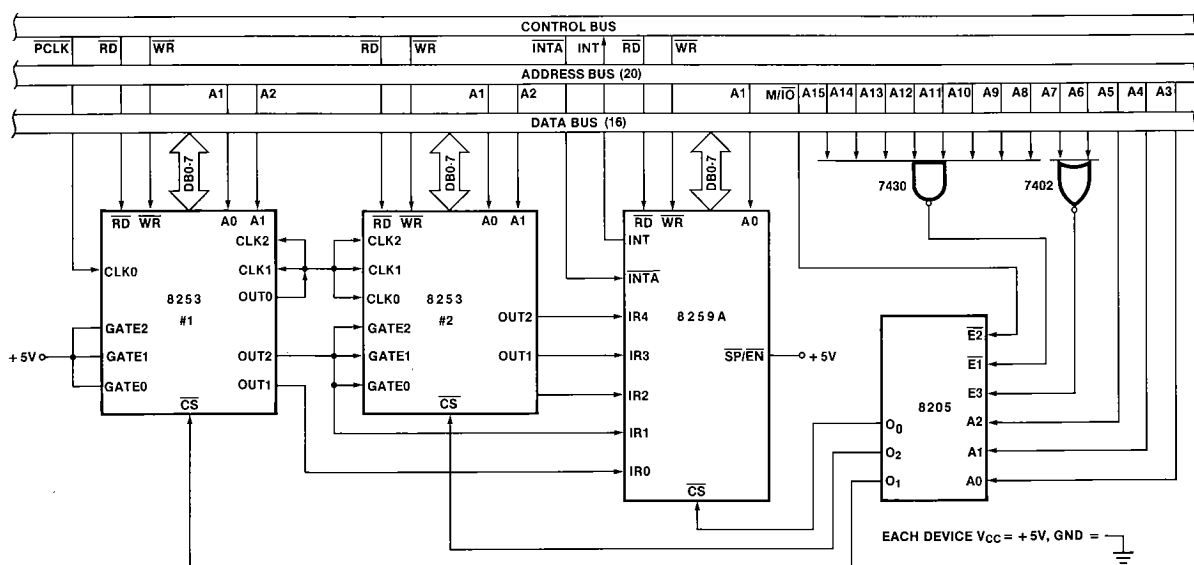 CONTROL BUS
PCLK RD WR RD WR INTA INT RD WR
ADDRESS BUS (20)
A1 A2 A1 A2 A1 M/IO A15 A14 A13 A12 A11 A10 A9 A8 A7 A6 A5 A4 A3
DATA BUS (16)
DB0-7
DB0-7
DB0-7
7430
7402
RD WR A0 A1
CLK2
CLK0
CLK1
8253
OUT0
#1
GATE2
+5V
GATE1
OUT2
GATE0
OUT1
CS
RD WR A0 A1
CLK2
CLK1
CLK0
8253
#2
GATE2
OUT2
GATE1
OUT1
GATE0
CS
RD WR A0
INT
INTA
IR4
8259A
IR3
SP/EN
+5V
IR2
IR1
IR0
CS
E2
E1
E3
8205
O0
A2
O2
A1
O1
A0
EACH DEVICE VCC = +5V, GND =